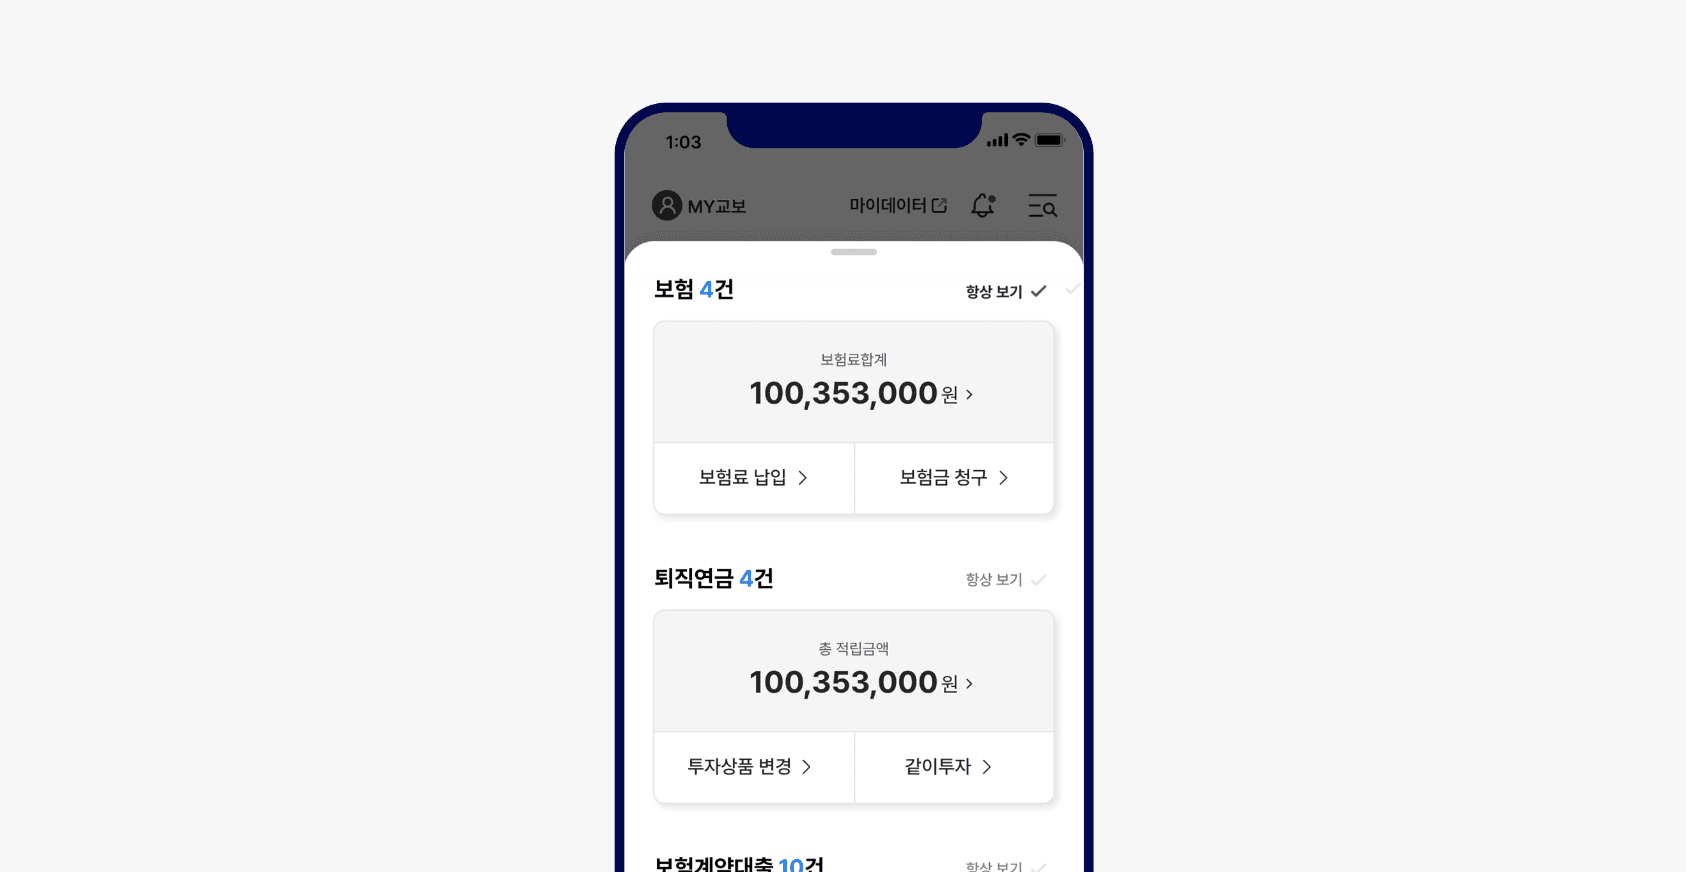 1:03
MY교보 마이데이터
보험 4건 항상 보기
보험료합계
100,353,000원
보험료 납입 보험금 청구
퇴직연금 4건 항상 보기
총 적립금액
100,353,000원
투자상품 변경 같이투자
보험계약대출 10건 항상 보기